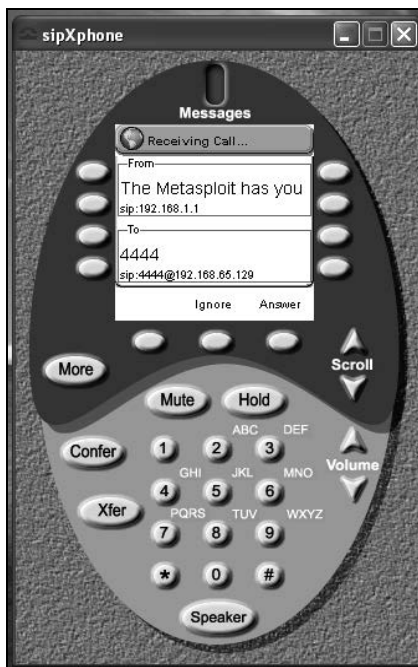 sipXphone
Messages
Receiving Call...
From
The Metasploit has you
sip:192.168.1.1
To
4444
sip:4444@192.168.65.129
Ignore Answer
More
Scroll
Mute Hold
Confer
ABC DEF
1 2 3
Volume
GHI JKL MNO
4 5 6
Xfer
PQRS TUV WXYZ
7 8 9
* 0 #
Speaker